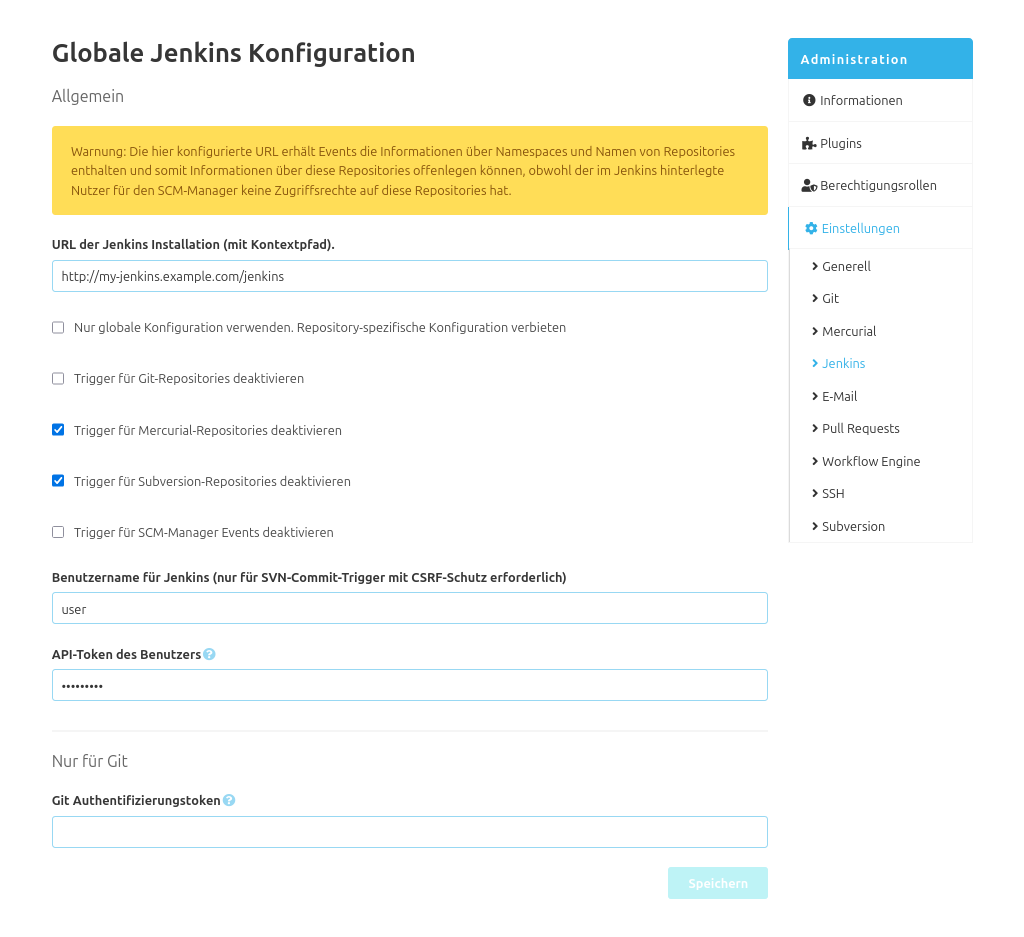 Globale Jenkins Konfiguration
Allgemein
Warnung: Die hier konfigurierte URL erhält Events die Informationen über Namespaces und Namen von Repositories
enthalten und somit Informationen über diese Repositories offenlegen können, obwohl der im Jenkins hinterlegte
Nutzer für den SCM-Manager keine Zugriffsrechte auf diese Repositories hat.
URL der Jenkins Installation (mit Kontextpfad).
http://my-jenkins.example.com/jenkins
Nur globale Konfiguration verwenden. Repository-spezifische Konfiguration verbieten
Trigger für Git-Repositories deaktivieren
Trigger für Mercurial-Repositories deaktivieren
Trigger für Subversion-Repositories deaktivieren
Trigger für SCM-Manager Events deaktivieren
Benutzername für Jenkins (nur für SVN-Commit-Trigger mit CSRF-Schutz erforderlich)
user
API-Token des Benutzers ?
•••••••••
Nur für Git
Git Authentifizierungstoken ?
Speichern
Administration
Informationen
Plugins
Berechtigungsrollen
Einstellungen
Generell
Git
Mercurial
Jenkins
E-Mail
Pull Requests
Workflow Engine
SSH
Subversion